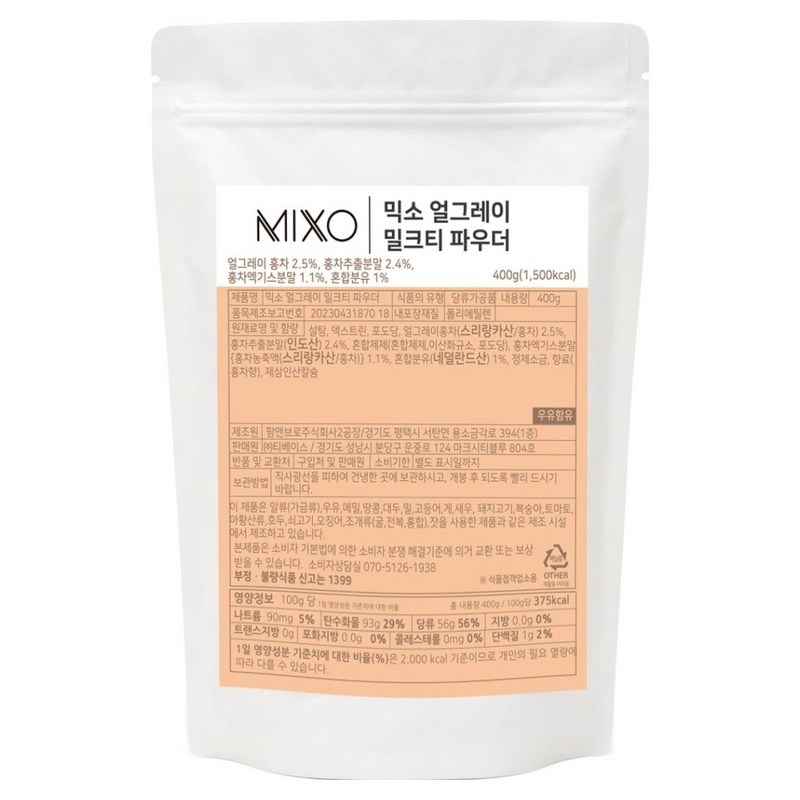 MIXO
믹소 얼그레이
밀크티 파우더
얼그레이 홍차 2.5%, 홍차추출분말 2.4%,
홍차엑기스분말 1.1%, 혼합분유 1%
400g(1,500kcal)
제품명 믹소 얼그레이 밀크티 파우더 식품의 유형 당류가공품 내용량 400g
품목제조보고번호 20230431870 18 내포장재질 폴리에틸렌
원재료명 및 함량 설탕, 덱스트린, 포도당, 얼그레이홍차(스리랑카산/홍차) 2.5%,
홍차추출분말(인도산) 2.4%, 혼합제제(혼합제제,이산화규소, 포도당), 홍차엑기스분말
{홍차농축액(스리랑카산/홍차)} 1.1%, 혼합분유(네덜란드산) 1%, 정제소금, 향료(
홍차향), 제삼인산칼슘
우유함유
제조원 팜앤브로주식회사2공장/경기도 평택시 서탄면 용소금각로 394(1층)
판매원 ㈜티베이스 / 경기도 성남시 분당구 운중로 124 마크시티블루 804호
반품 및 교환처 구입처 및 판매원 소비기한 별도 표시일까지
보관방법 직사광선을 피하여 건냉한 곳에 보관하시고, 개봉 후 되도록 빨리 드시기
바랍니다.
이 제품은 알류(가금류),우유,메밀,땅콩,대두,밀,고등어,게,새우, 돼지고기,복숭아,토마토,
아황산류,호두,쇠고기,오징어,조개류(굴,전복,홍합),잣을 사용한 제품과 같은 제조 시설
에서 제조하고 있습니다.
본제품은 소비자 기본법에 의한 소비자 분쟁 해결기준에 의거 교환 또는 보상
받을 수 있습니다. 소비자상담실 070-5126-1938
부정·불량식품 신고는 1399
※ 식품접객업소용
OTHER
영양정보 100g 당 1일 영양성분 기준치에 대한 비율 총 내용량 400g / 100g당 375kcal
나트륨 90mg 5% 탄수화물 93g 29% 당류 56g 56% 지방 0.0g 0%
트랜스지방 0g 포화지방 0.0g 0% 콜레스테롤 0mg 0% 단백질 1g 2%
1일 영양성분 기준치에 대한 비율(%)은 2,000 kcal 기준이므로 개인의 필요 열량에
따라 다를 수 있습니다.